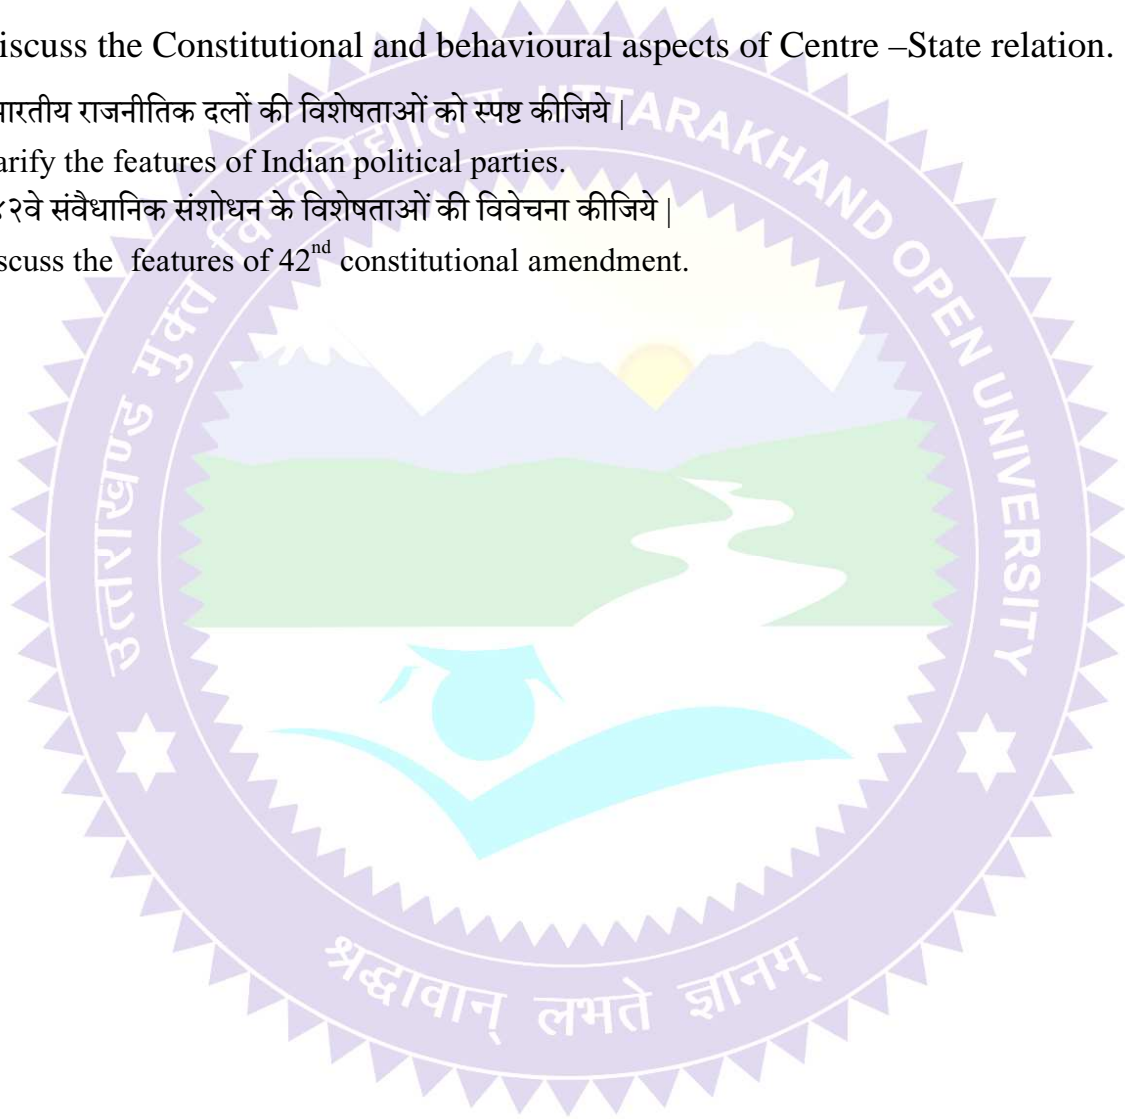 iscuss the Constitutional and behavioural aspects of Centre –State relation.
भारतीय राजनीतिक दलों की विशेषताओं को स्पष्ट कीजिये |
arify the features of Indian political parties.
४२वे संवैधानिक संशोधन के विशेषताओं की विवेचना कीजिये |
scuss the features of 42nd constitutional amendment.
उत्तराखण्ड मुक्त विश्वविद्यालय
UTTARAKHAND OPEN UNIVERSITY
श्रद्धावान् लभते ज्ञानम्